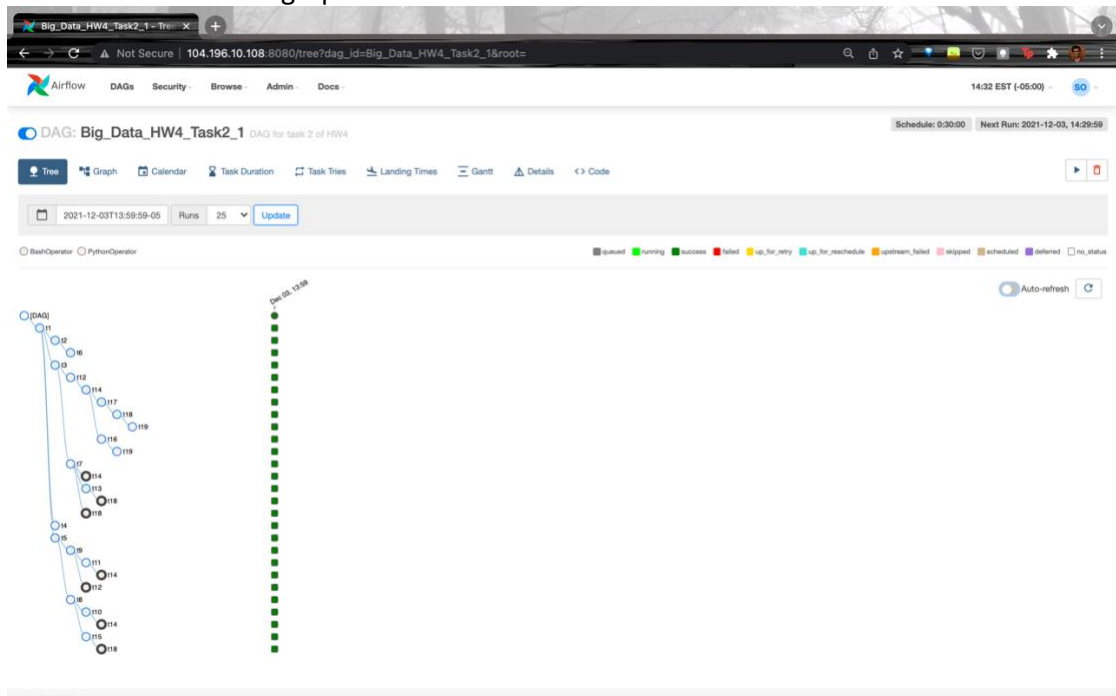 Big_Data_HW4_Task2_1 - Tre
Not Secure | 104.196.10.108:8080/tree?dag_id=Big_Data_HW4_Task2_1&root=
Airflow DAGs Security Browse Admin Docs 14:32 EST (-05:00) SO
DAG: Big_Data_HW4_Task2_1 DAG for task 2 of HW4 Schedule: 0:30:00 Next Run: 2021-12-03, 14:29:59
Tree Graph Calendar Task Duration Task Tries Landing Times Gantt Details <> Code
2021-12-03T13:59:59-05 Runs 25 Update
BashOperator PythonOperator queued running success failed up_for_retry up_for_reschedule upstream_failed skipped scheduled deferred no_status
Auto-refresh
Dec 03, 13:59
[DAG]
t1
t2
t6
t3
t12
t14
t17
t18
t19
t16
t19
t7
t14
t13
t18
t18
t4
t5
t9
t11
t14
t12
t8
t10
t14
t15
t18